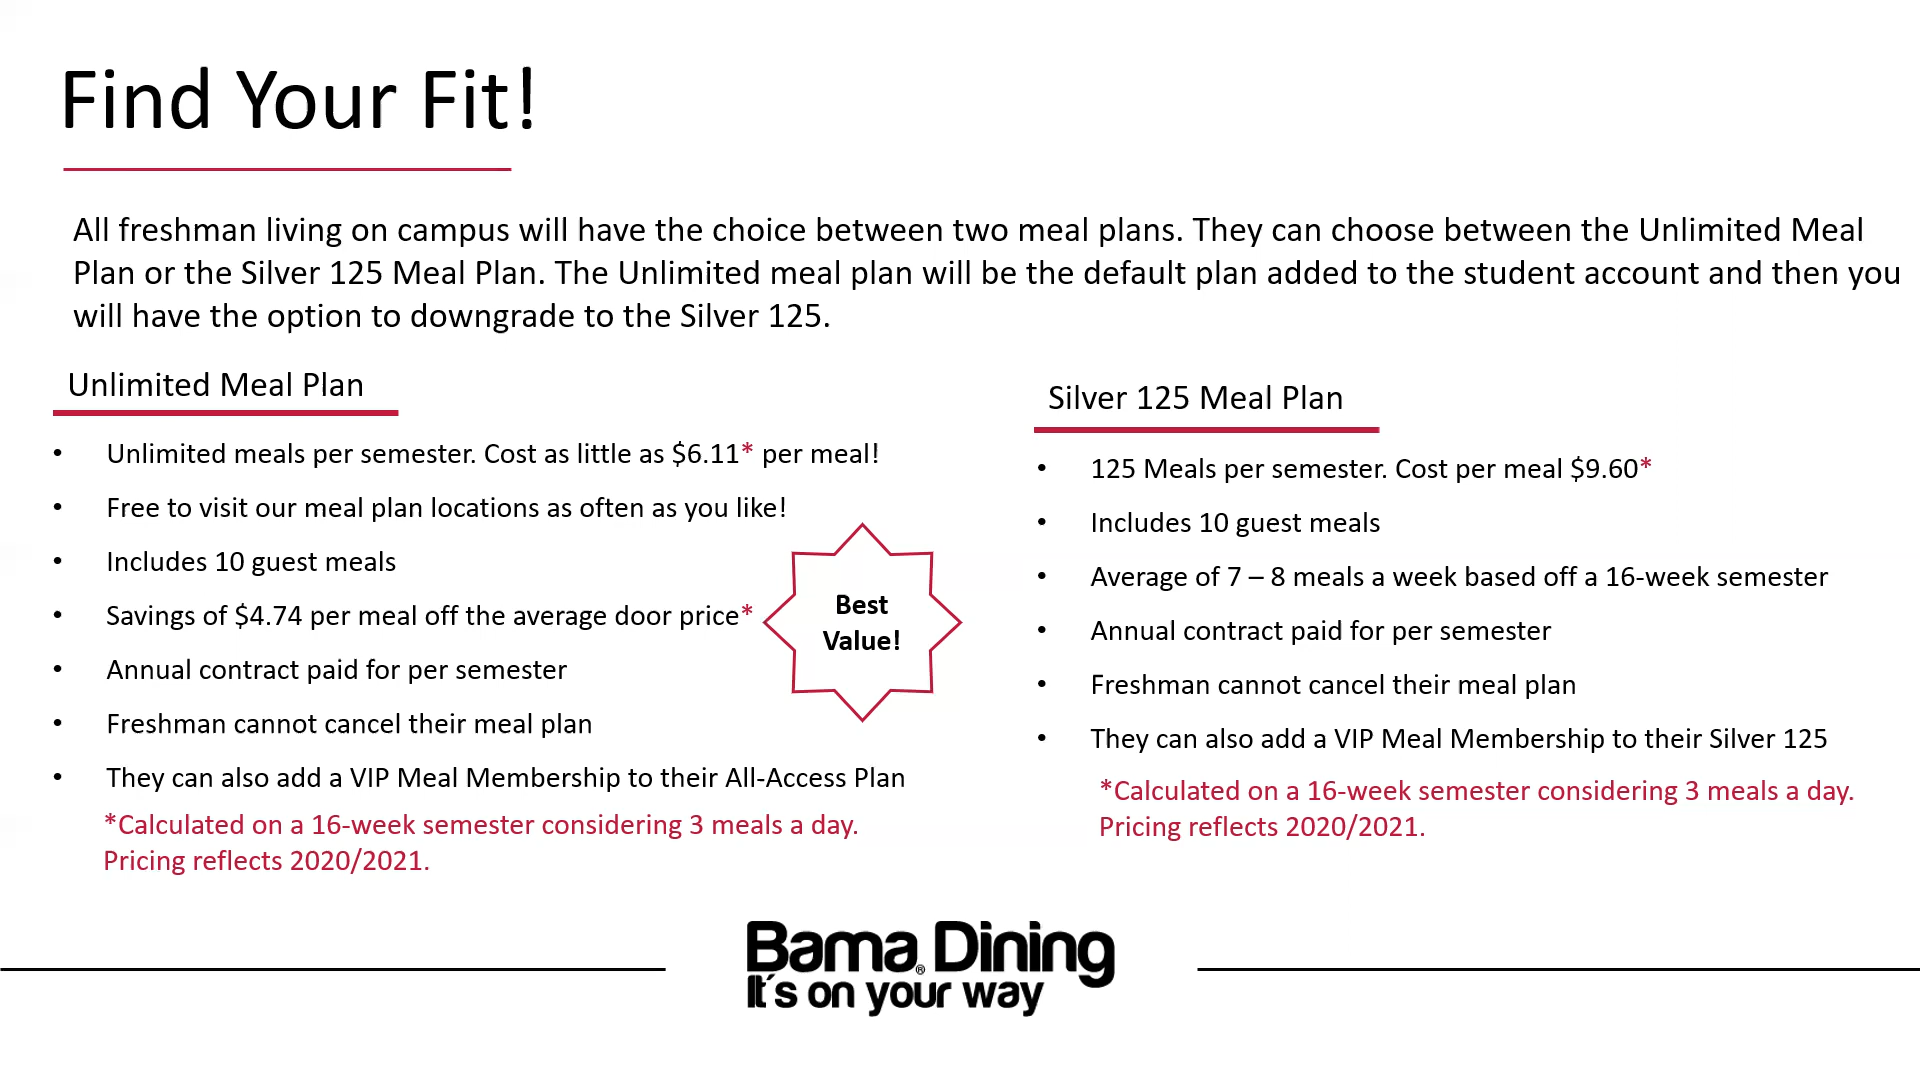 Find Your Fit!
All freshman living on campus will have the choice between two meal plans. They can choose between the Unlimited Meal
Plan or the Silver 125 Meal Plan. The Unlimited meal plan will be the default plan added to the student account and then you
will have the option to downgrade to the Silver 125.
Unlimited Meal Plan
• Unlimited meals per semester. Cost as little as $6.11* per meal!
• Free to visit our meal plan locations as often as you like!
• Includes 10 guest meals
• Savings of $4.74 per meal off the average door price*
• Annual contract paid for per semester
• Freshman cannot cancel their meal plan
• They can also add a VIP Meal Membership to their All-Access Plan
*Calculated on a 16-week semester considering 3 meals a day.
Pricing reflects 2020/2021.
Best
Value!
Silver 125 Meal Plan
• 125 Meals per semester. Cost per meal $9.60*
• Includes 10 guest meals
• Average of 7 – 8 meals a week based off a 16-week semester
• Annual contract paid for per semester
• Freshman cannot cancel their meal plan
• They can also add a VIP Meal Membership to their Silver 125
*Calculated on a 16-week semester considering 3 meals a day.
Pricing reflects 2020/2021.
Bama® Dining
It's on your way